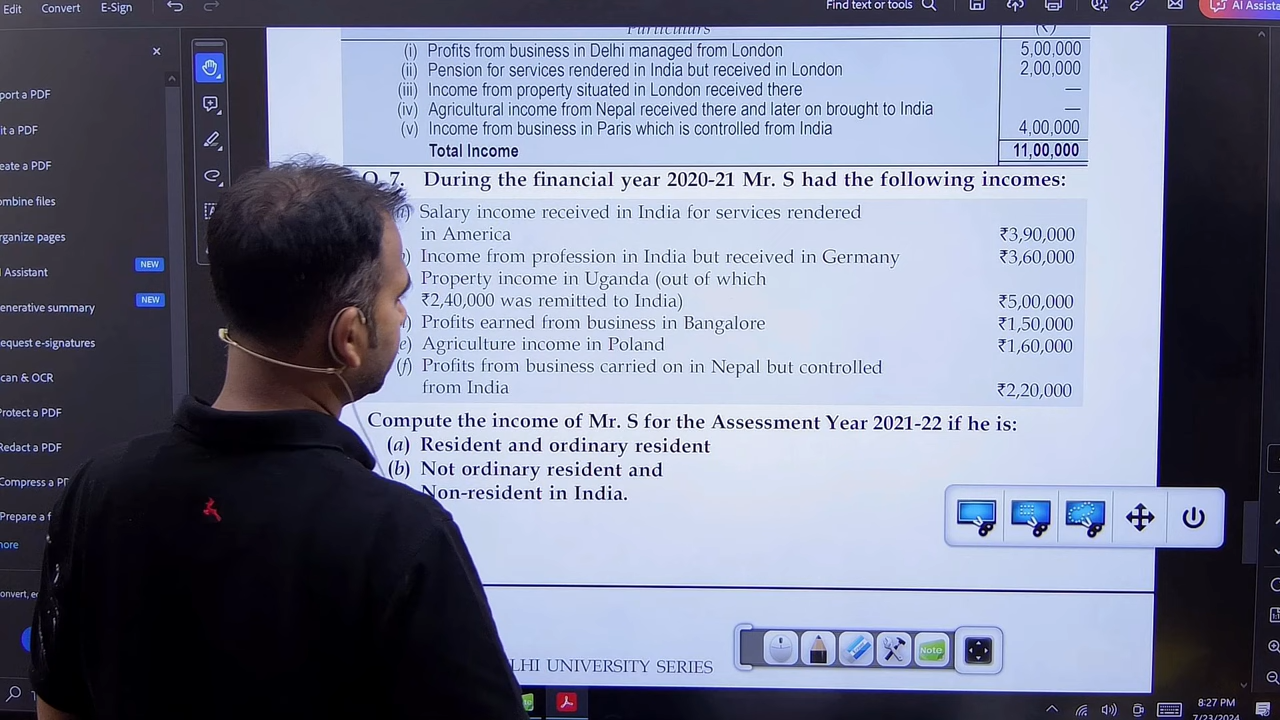 Edit Convert E-Sign
Find text or tools
AI Assista
Particulars (₹)
(i) Profits from business in Delhi managed from London 5,00,000
(ii) Pension for services rendered in India but received in London 2,00,000
(iii) Income from property situated in London received there —
(iv) Agricultural income from Nepal received there and later on brought to India —
(v) Income from business in Paris which is controlled from India 4,00,000
Total Income 11,00,000
Q. 7. During the financial year 2020-21 Mr. S had the following incomes:
Salary income received in India for services rendered
in America ₹3,90,000
Income from profession in India but received in Germany ₹3,60,000
Property income in Uganda (out of which
₹2,40,000 was remitted to India) ₹5,00,000
Profits earned from business in Bangalore ₹1,50,000
e) Agriculture income in Poland ₹1,60,000
(f) Profits from business carried on in Nepal but controlled
from India ₹2,20,000
Compute the income of Mr. S for the Assessment Year 2021-22 if he is:
(a) Resident and ordinary resident
(b) Not ordinary resident and
Non-resident in India.
LHI UNIVERSITY SERIES
port a PDF
it a PDF
eate a PDF
ombine files
rganize pages
I Assistant NEW
enerative summary NEW
equest e-signatures
can & OCR
rotect a PDF
Redact a PDF
Compress a P
Prepare a f
more
onvert, e
Note
8:27 PM
7/23/2024